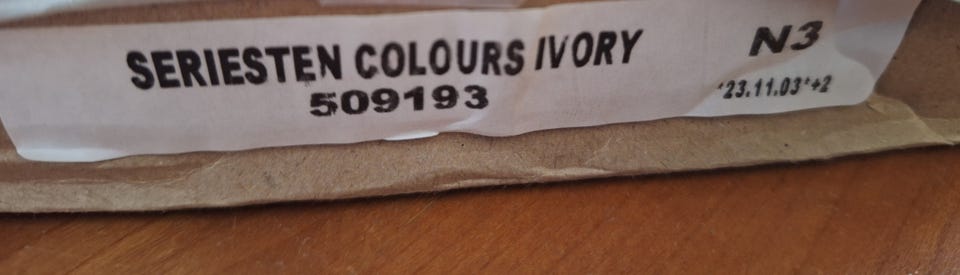 SERIESTEN COLOURS IVORY N3
509193 '23.11.03'+2